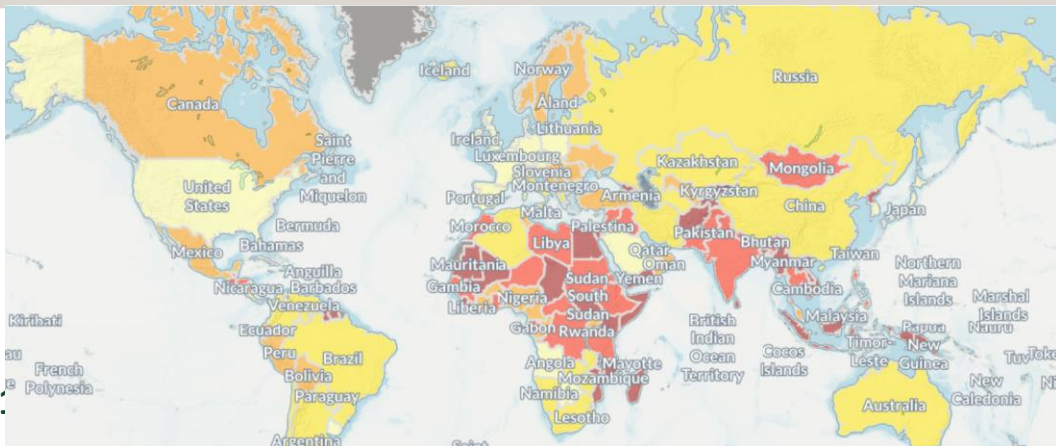 Iceland
Norway
Russia
Canada
Åland
Lithuania
Ireland
Saint
Pierre
and
Miquelon
Luxembourg
Kazakhstan
Mongolia
Slovenia
United
States
Montenegro
Kyrgyzstan
Portugal
Armenia
China
Japan
Malta
Bermuda
Morocco
Palestina
Pakistan
Libya
Bahamas
Mexico
Qatar
Bhutan
Taiwan
Oman
Mauritania
Myanmar
Northern
Mariana
Islands
Anguilla
Sudan
Yemen
Nicaragua
Barbados
Gambia
Cambodia
Venezuela
Nigeria
South
Sudan
Liberia
Marshal
Islands
Kiribati
Malaysia
Nauru
Ecuador
Gabon
Rwanda
British
Indian
Ocean
Territory
Papua
New
Guinea
Timor-
Leste
Peru
Brazil
Cocos
Islands
French
Polynesia
Angola
Mayotte
Bolivia
Mozambique
New
Caledonia
Namibia
Paraguay
Australia
Lesotho
Argentina